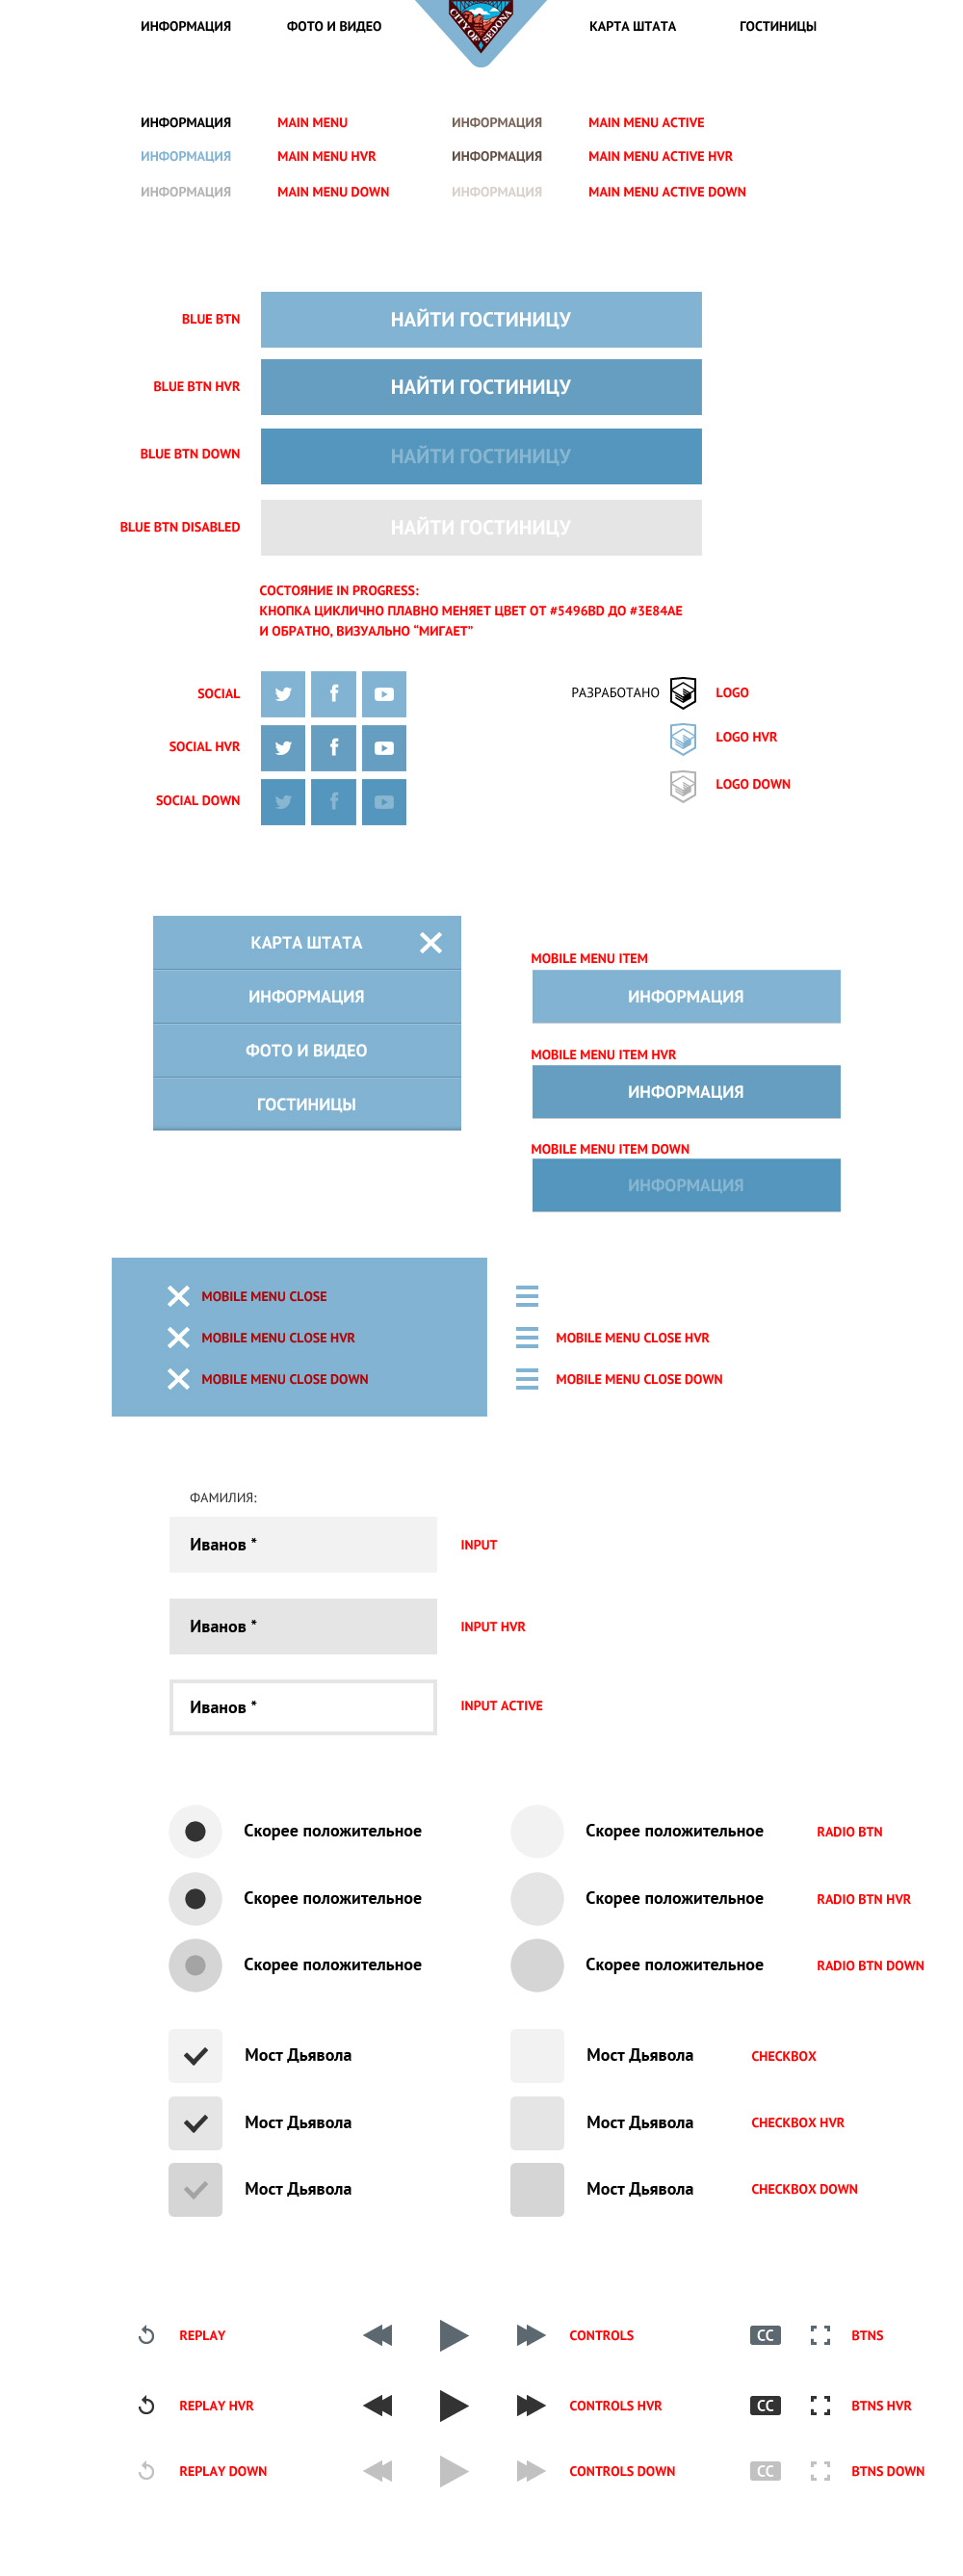 ИНФОРМАЦИЯ ФОТО И ВИДЕО CITY OF SEDONA КАРТА ШТАТА ГОСТИНИЦЫ
ИНФОРМАЦИЯ MAIN MENU ИНФОРМАЦИЯ MAIN MENU ACTIVE
ИНФОРМАЦИЯ MAIN MENU HVR ИНФОРМАЦИЯ MAIN MENU ACTIVE HVR
ИНФОРМАЦИЯ MAIN MENU DOWN ИНФОРМАЦИЯ MAIN MENU ACTIVE DOWN
BLUE BTN НАЙТИ ГОСТИНИЦУ
BLUE BTN HVR НАЙТИ ГОСТИНИЦУ
BLUE BTN DOWN НАЙТИ ГОСТИНИЦУ
BLUE BTN DISABLED НАЙТИ ГОСТИНИЦУ
СОСТОЯНИЕ IN PROGRESS:
КНОПКА ЦИКЛИЧНО ПЛАВНО МЕНЯЕТ ЦВЕТ ОТ #5496BD ДО #3E84AE
И ОБРАТНО, ВИЗУАЛЬНО “МИГАЕТ”
SOCIAL РАЗРАБОТАНО LOGO
SOCIAL HVR LOGO HVR
SOCIAL DOWN LOGO DOWN
КАРТА ШТАТА
ИНФОРМАЦИЯ
ФОТО И ВИДЕО
ГОСТИНИЦЫ
MOBILE MENU ITEM
ИНФОРМАЦИЯ
MOBILE MENU ITEM HVR
ИНФОРМАЦИЯ
MOBILE MENU ITEM DOWN
ИНФОРМАЦИЯ
MOBILE MENU CLOSE
MOBILE MENU CLOSE HVR MOBILE MENU CLOSE HVR
MOBILE MENU CLOSE DOWN MOBILE MENU CLOSE DOWN
ФАМИЛИЯ:
Иванов * INPUT
Иванов * INPUT HVR
Иванов * INPUT ACTIVE
Скорее положительное Скорее положительное RADIO BTN
Скорее положительное Скорее положительное RADIO BTN HVR
Скорее положительное Скорее положительное RADIO BTN DOWN
Мост Дьявола Мост Дьявола CHECKBOX
Мост Дьявола Мост Дьявола CHECKBOX HVR
Мост Дьявола Мост Дьявола CHECKBOX DOWN
REPLAY CONTROLS CC BTNS
REPLAY HVR CONTROLS HVR CC BTNS HVR
REPLAY DOWN CONTROLS DOWN CC BTNS DOWN